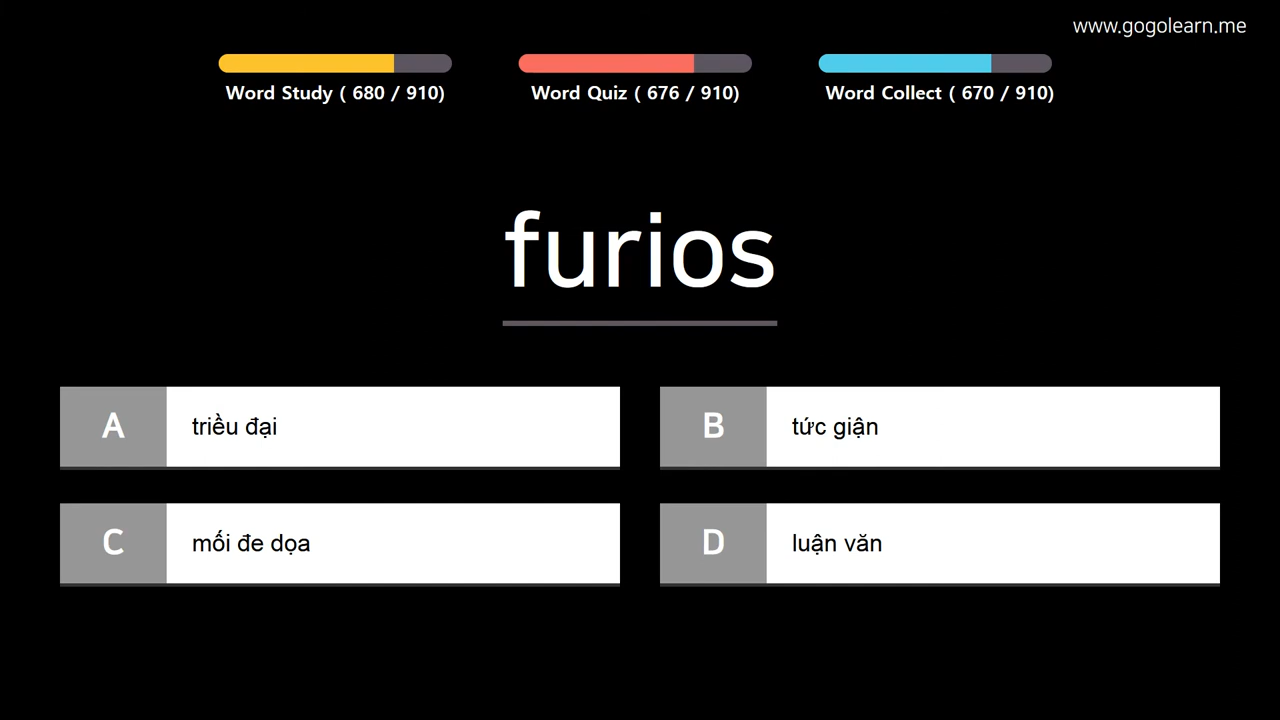 www.gogolearn.me
Word Study ( 680 / 910)
Word Quiz ( 676 / 910)
Word Collect ( 670 / 910)
furios
A triều đại
B tức giận
C mối đe dọa
D luận văn